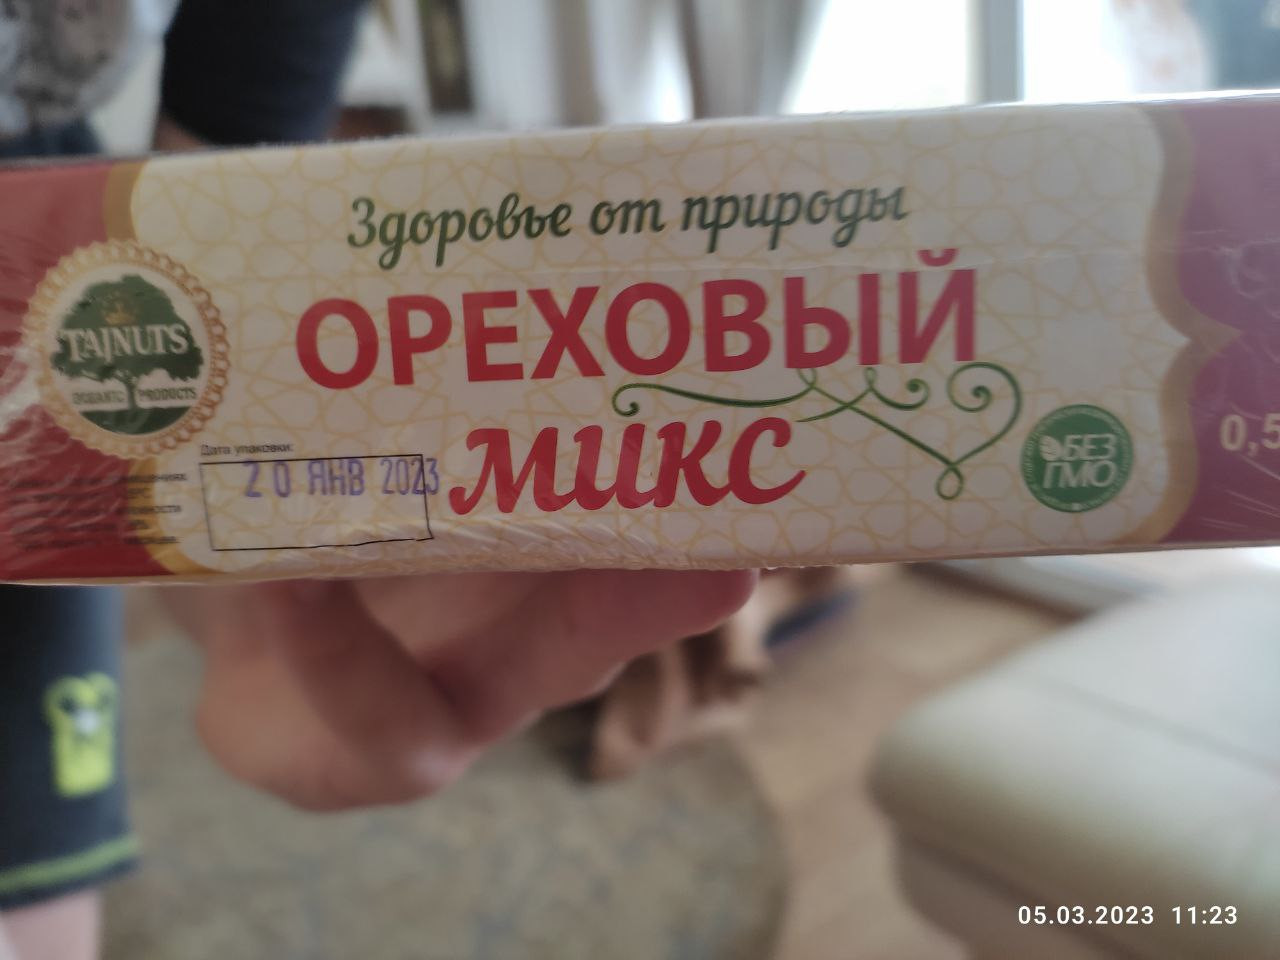 Здоровье от природы
ОРЕХОВЫЙ
микс
TAJNUTS
ORGANIC PRODUCTS
Дата упаковки:
20 ЯНВ 2023
БЕЗ
ГМО
0,5
05.03.2023 11:23